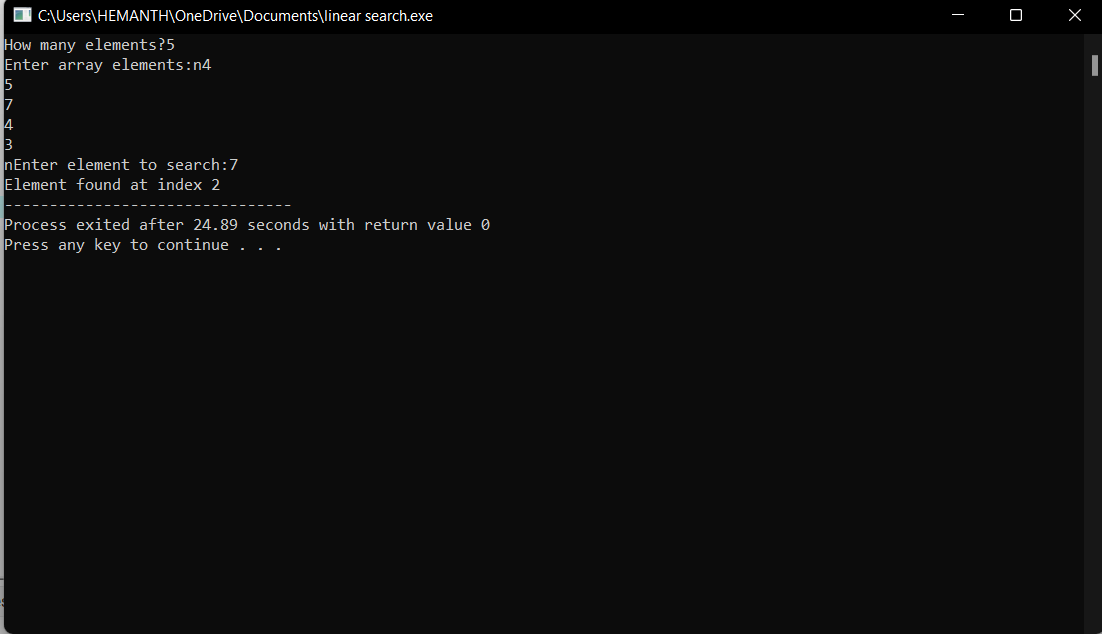 C:\Users\HEMANTH\OneDrive\Documents\linear search.exe
How many elements?5
Enter array elements:n4
5
7
4
3
nEnter element to search:7
Element found at index 2
--------------------------------
Process exited after 24.89 seconds with return value 0
Press any key to continue . . .